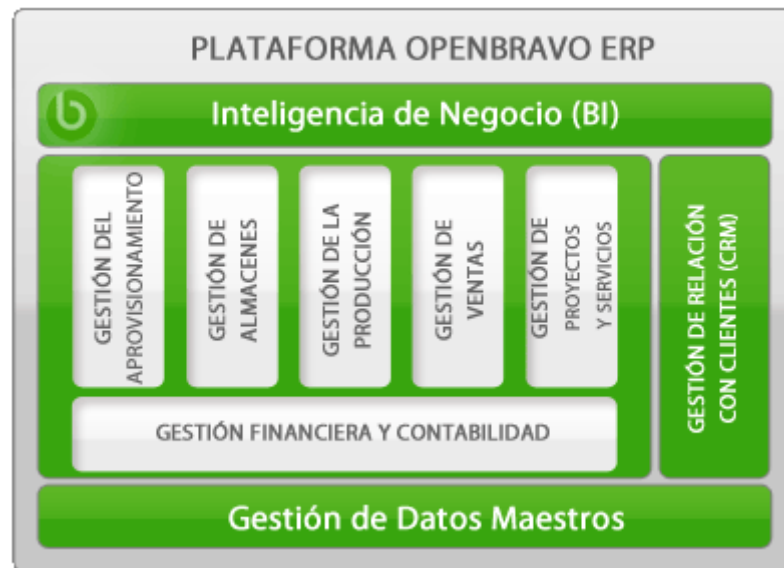 PLATAFORMA OPENBRAVO ERP
b
Inteligencia de Negocio (BI)
GESTIÓN DEL
APROVISIONAMIENTO
GESTIÓN DE
ALMACENES
GESTIÓN DE LA
PRODUCCIÓN
GESTIÓN DE
VENTAS
GESTIÓN DE
PROYECTOS
Y SERVICIOS
GESTIÓN DE RELACIÓN
CON CLIENTES (CRM)
GESTIÓN FINANCIERA Y CONTABILIDAD
Gestión de Datos Maestros